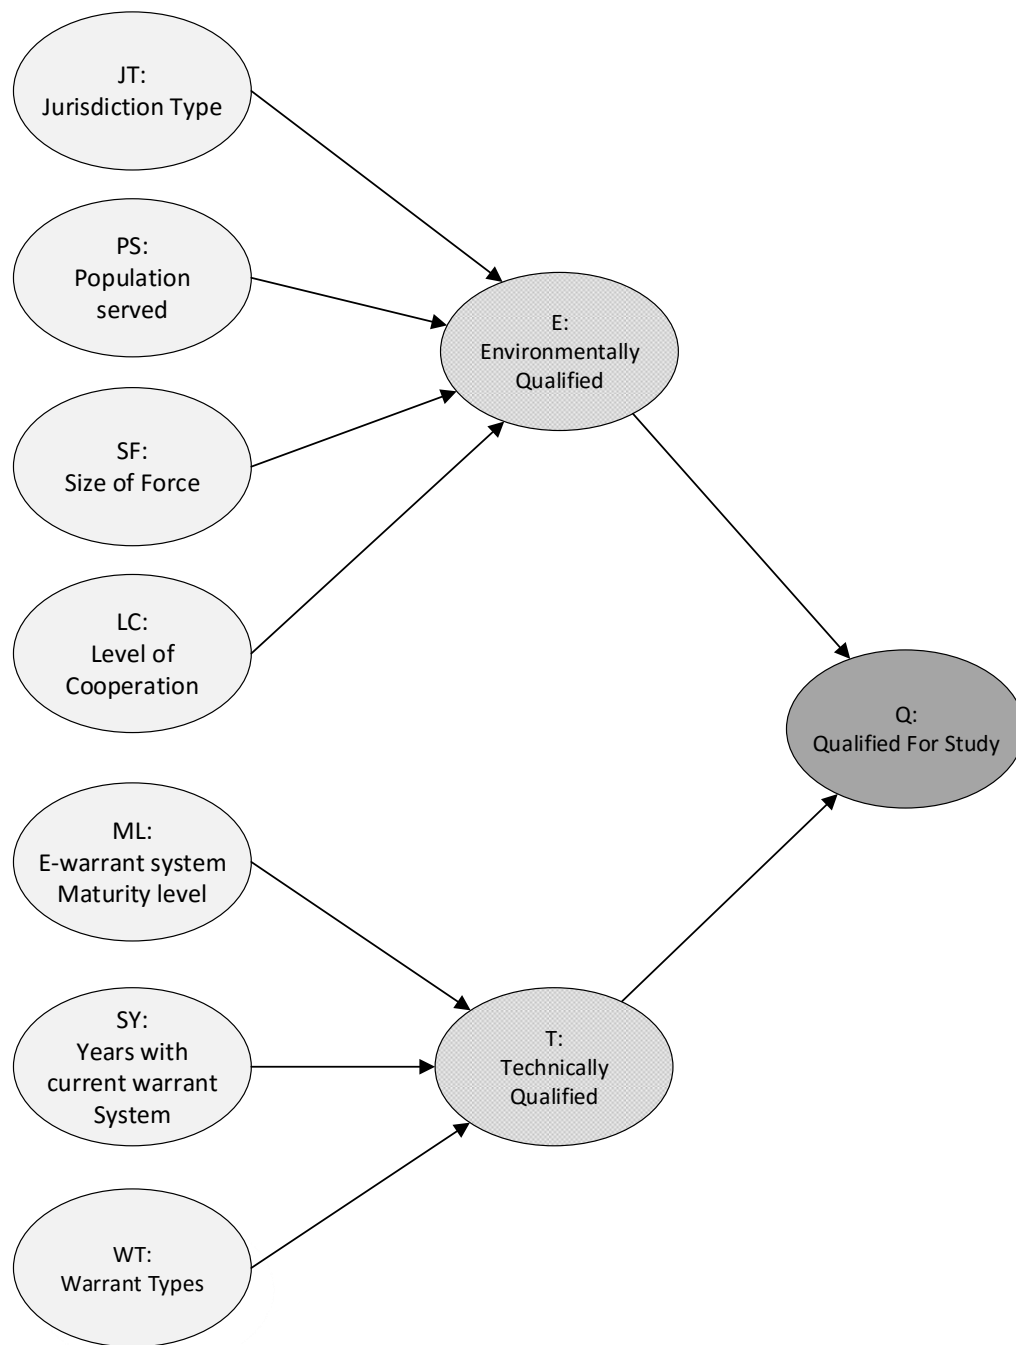 JT:
Jurisdiction Type
PS:
Population
served
SF:
Size of Force
LC:
Level of
Cooperation
E:
Environmentally
Qualified
Q:
Qualified For Study
ML:
E-warrant system
Maturity level
SY:
Years with
current warrant
System
T:
Technically
Qualified
WT:
Warrant Types